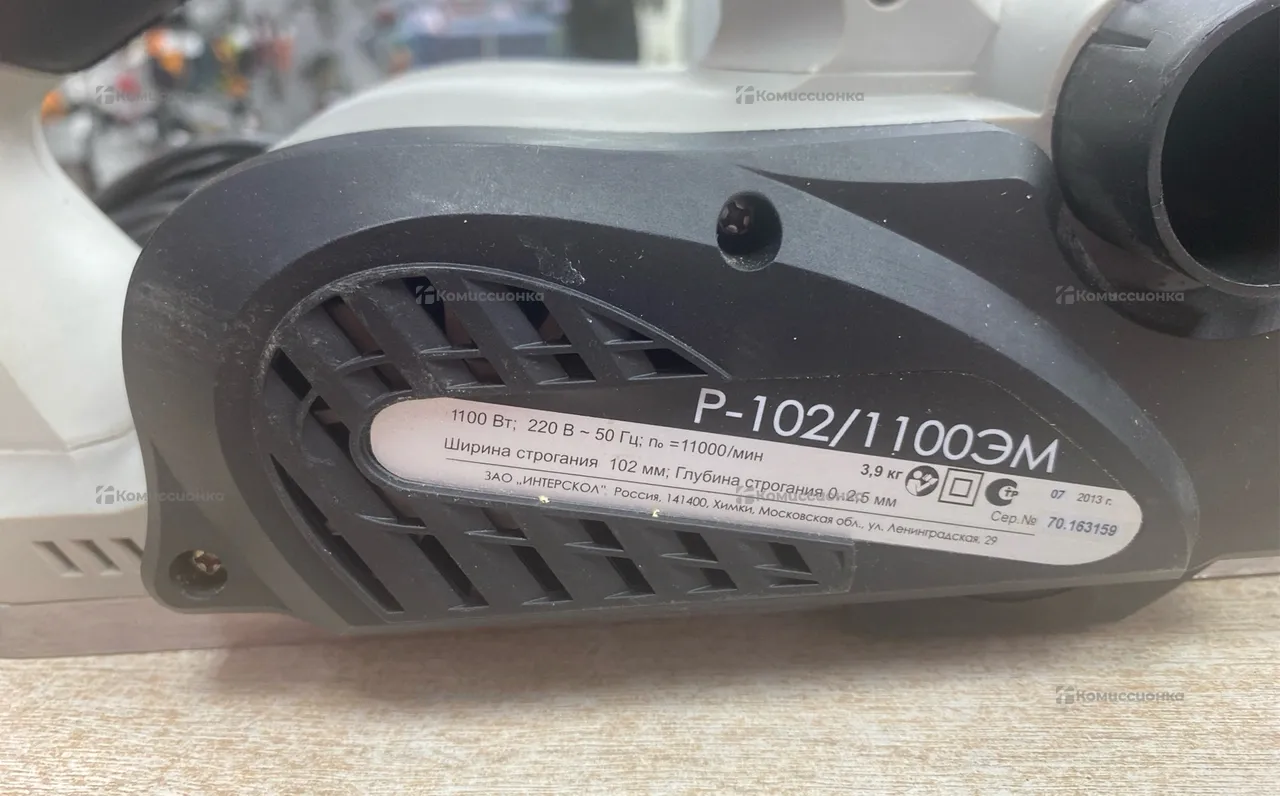 Комиссионка
Комиссионка
Комиссионка
Комиссионка
Р-102/1100ЭМ
1100 Вт; 220 В ~ 50 Гц; n₀ =11000/мин
Ширина строгания 102 мм; Глубина строгания 0..2,5 мм
3,9 кг
07 2013 г.
ЗАО „ИНТЕРСКОЛ", Россия, 141400, Химки, Московская обл., ул. Ленинградская, 29
Сер.№ 70.163159
Комиссионка
Комиссионка
Комиссионка